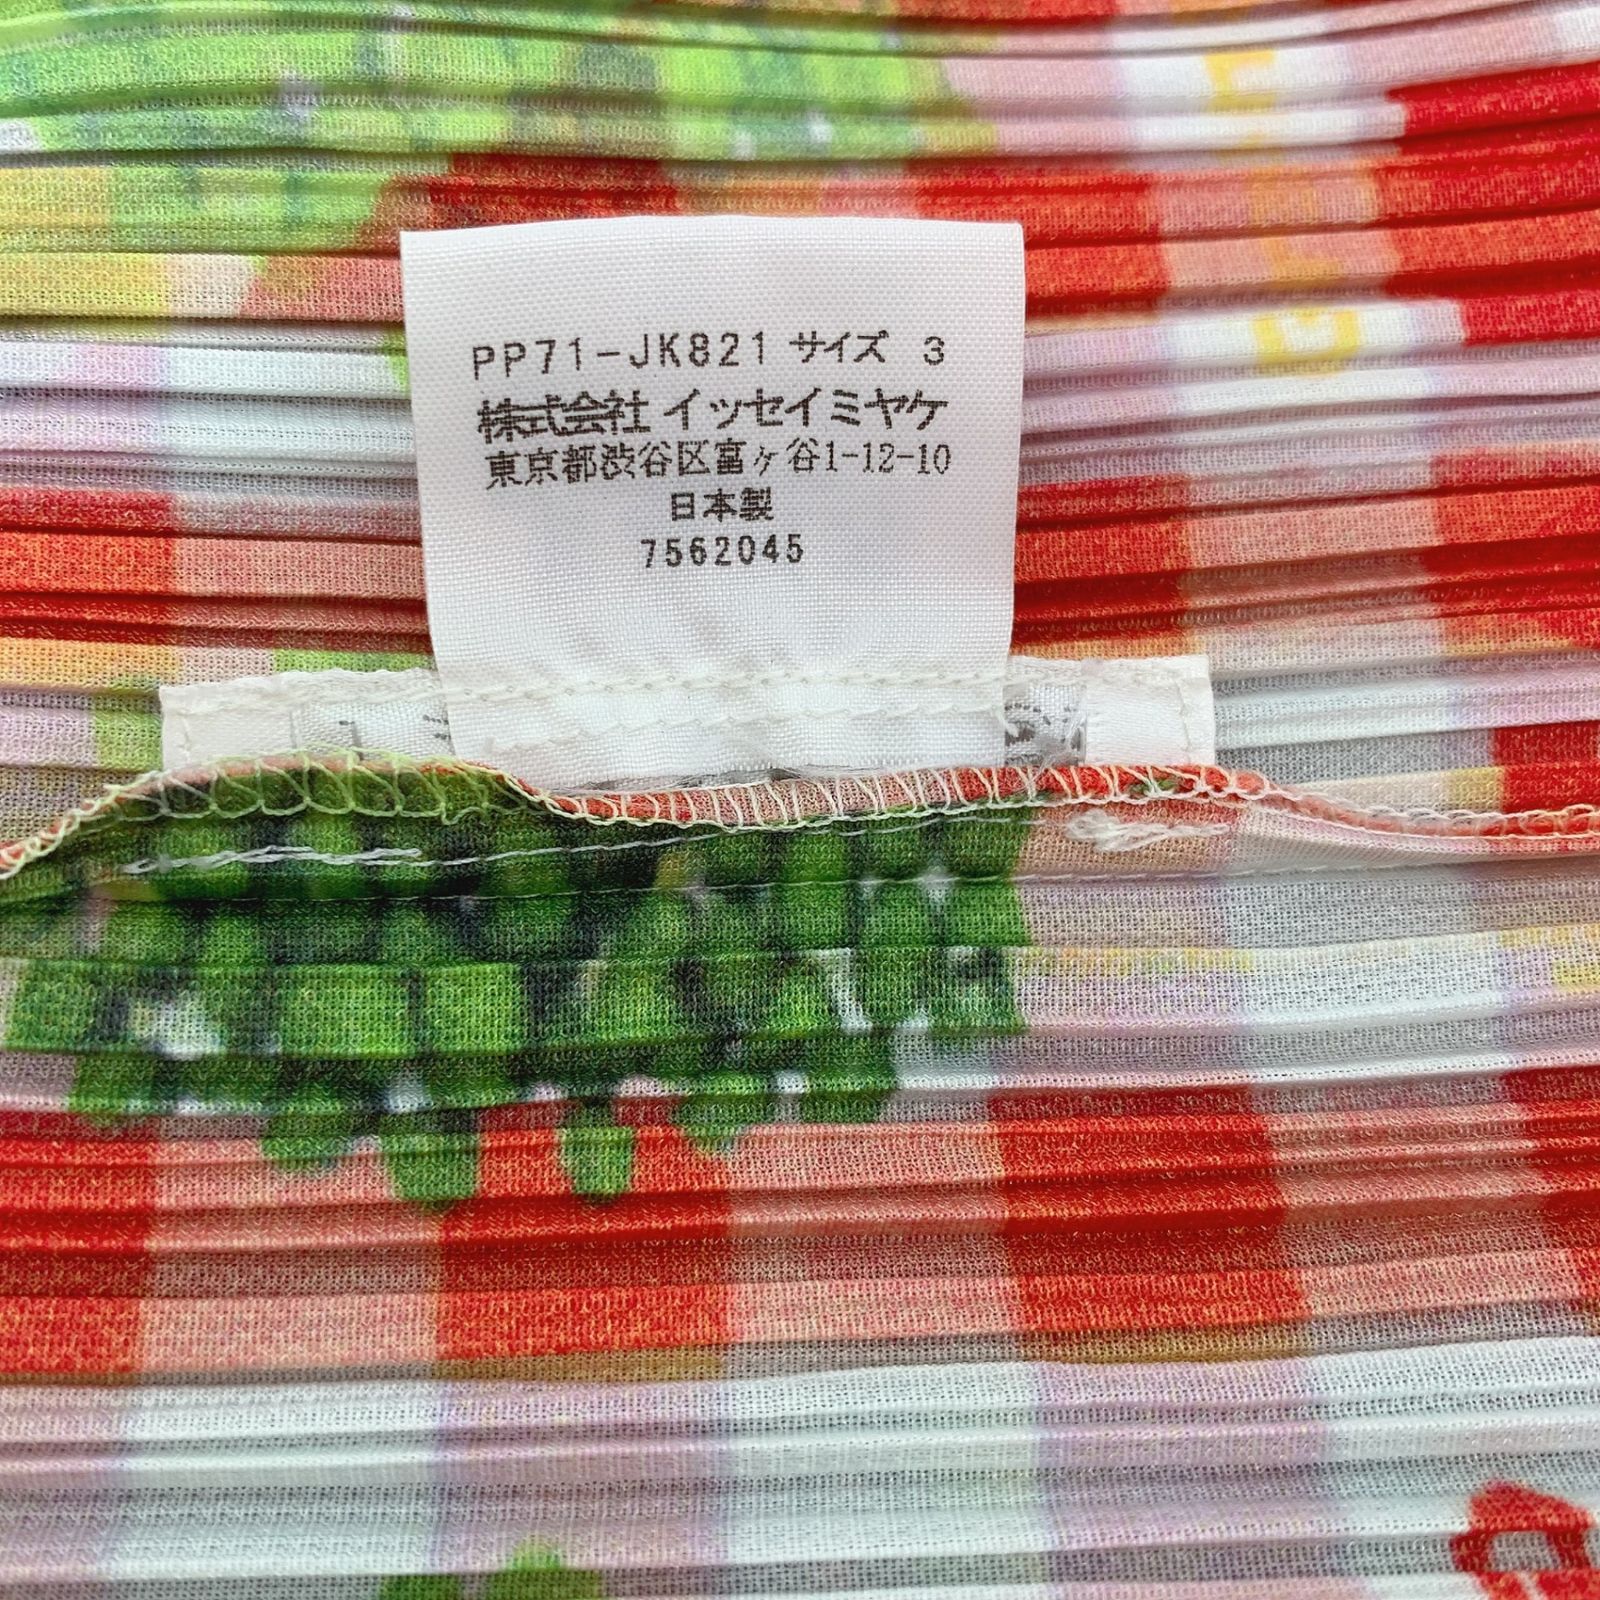 PP71-JK821 サイズ 3
株式会社 イッセイミヤケ
東京都渋谷区富ヶ谷1-12-10
日本製
7562045